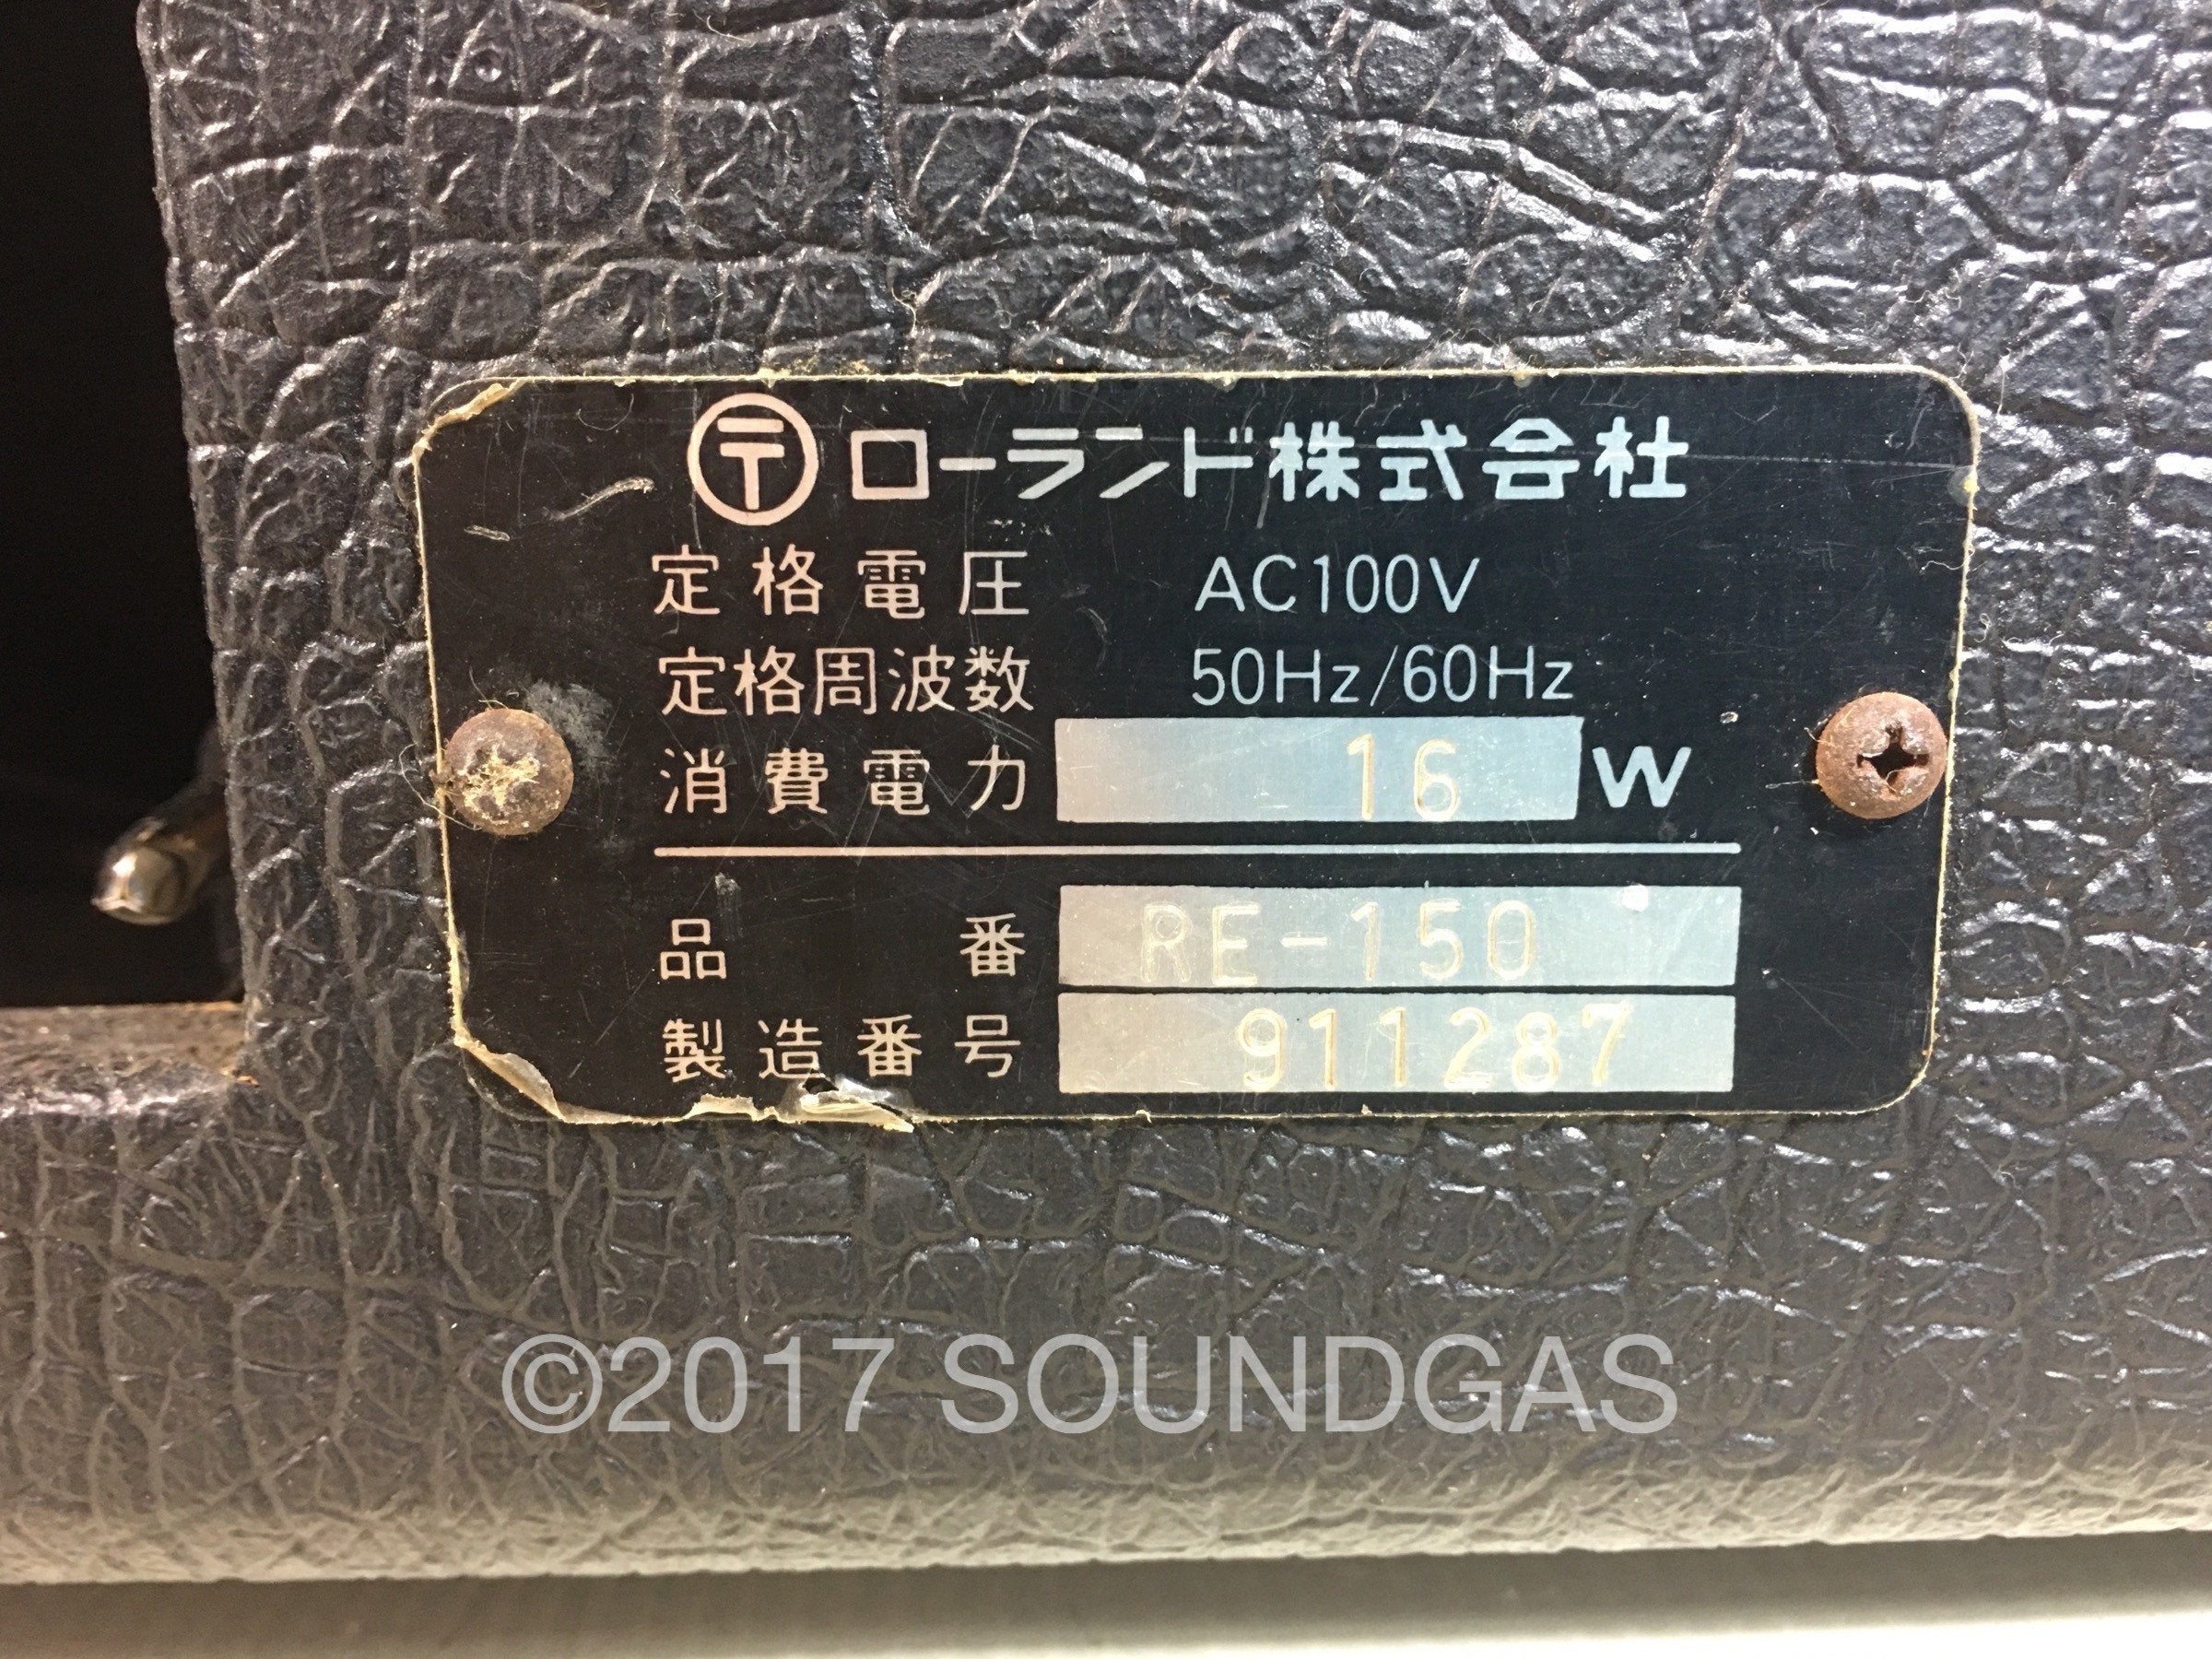 〒 ローランド株式会社
定格電圧 AC100V
定格周波数 50Hz/60Hz
消費電力 16 W
品番 RE-150
製造番号 911287
©2017 SOUNDGAS